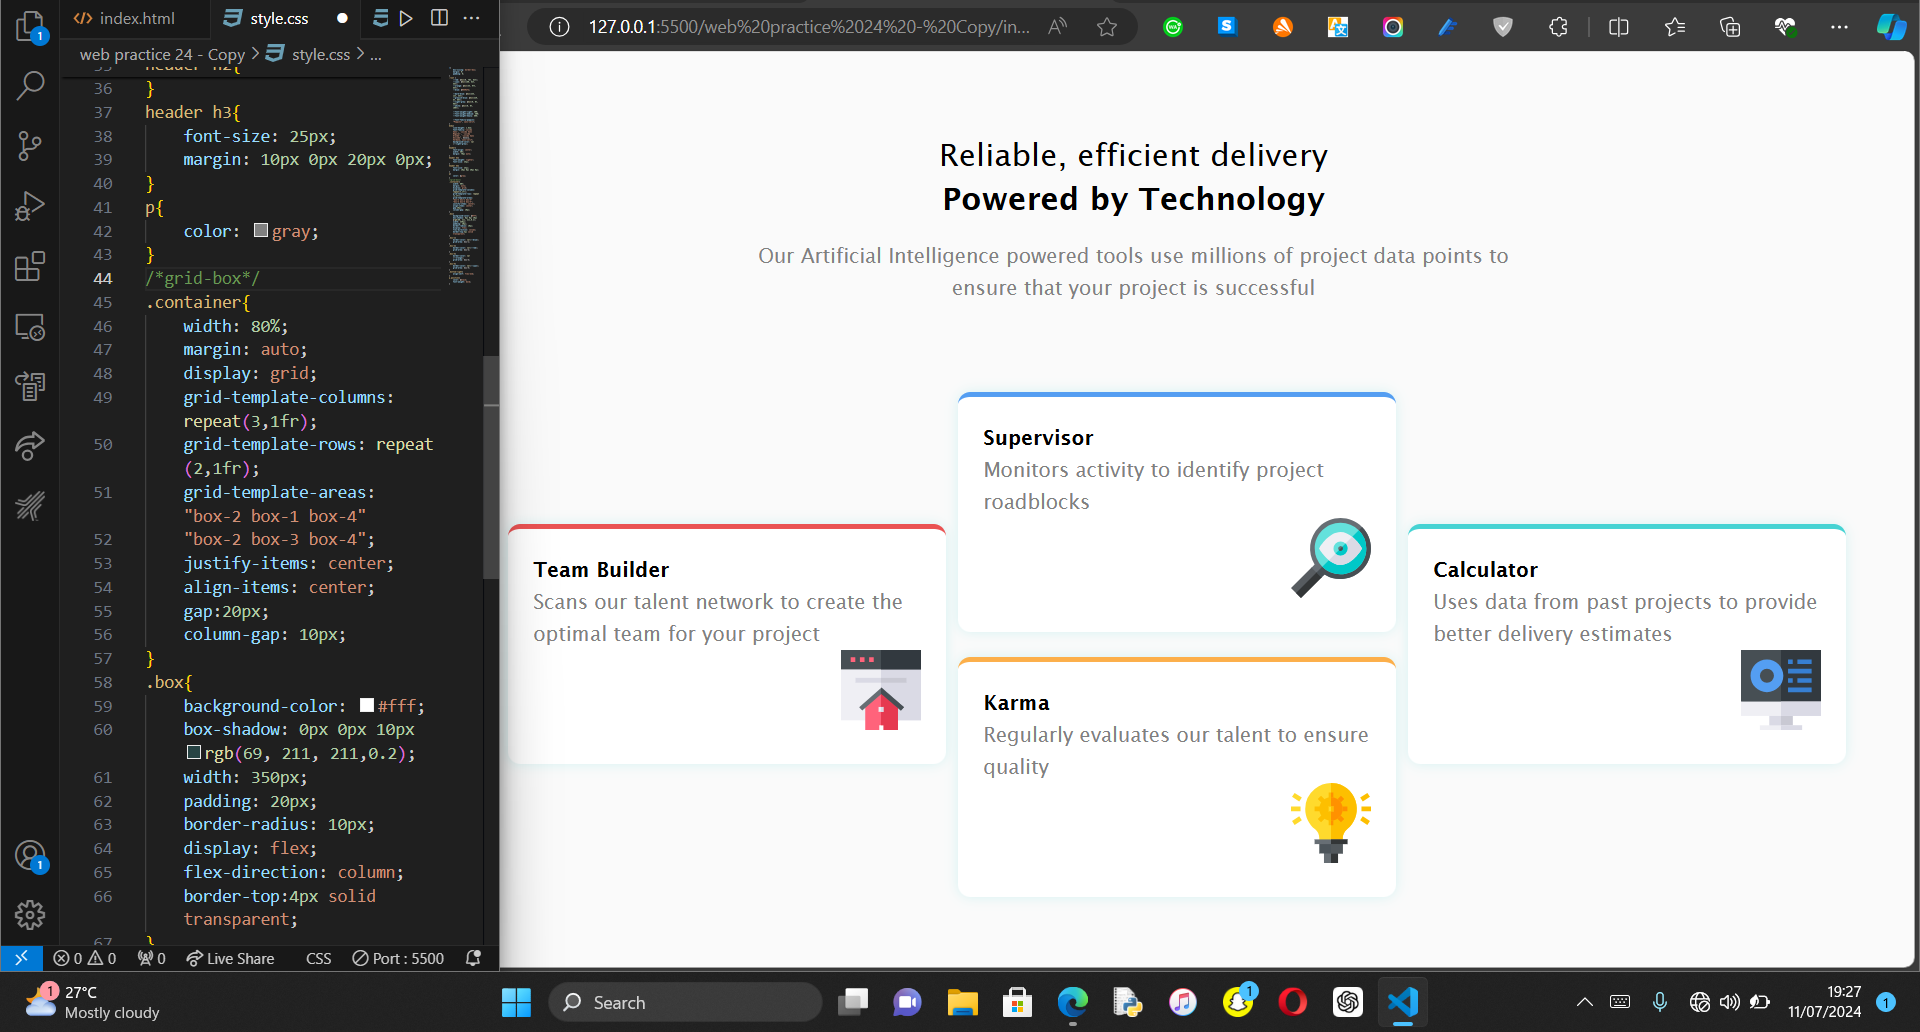 index.html
style.css
127.0.0.1:5500/web%20practice%2024%20-%20Copy/in...
web practice 24 - Copy > style.css > ...
35 header h2{
36 }
37 header h3{
38 font-size: 25px;
39 margin: 10px 0px 20px 0px;
40 }
41 p{
42 color: gray;
43 }
44 /*grid-box*/
45 .container{
46 width: 80%;
47 margin: auto;
48 display: grid;
49 grid-template-columns:
repeat(3,1fr);
50 grid-template-rows: repeat
(2,1fr);
51 grid-template-areas:
"box-2 box-1 box-4"
52 "box-2 box-3 box-4";
53 justify-items: center;
54 align-items: center;
55 gap:20px;
56 column-gap: 10px;
57 }
58 .box{
59 background-color: #fff;
60 box-shadow: 0px 0px 10px
rgb(69, 211, 211,0.2);
61 width: 350px;
62 padding: 20px;
63 border-radius: 10px;
64 display: flex;
65 flex-direction: column;
66 border-top:4px solid
transparent;
67 }
1
1
0 0 0 Live Share CSS Port : 5500
Reliable, efficient delivery
Powered by Technology
Our Artificial Intelligence powered tools use millions of project data points to
ensure that your project is successful
Supervisor
Monitors activity to identify project
roadblocks
Team Builder
Scans our talent network to create the
optimal team for your project
Calculator
Uses data from past projects to provide
better delivery estimates
Karma
Regularly evaluates our talent to ensure
quality
1
27°C
Mostly cloudy
Search
1
19:27
11/07/2024
1